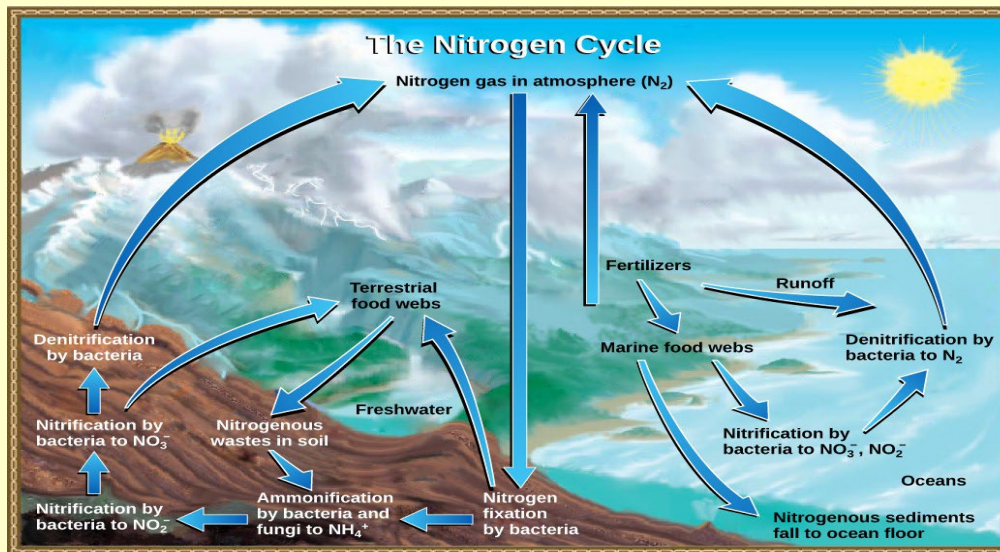 The Nitrogen Cycle
Nitrogen gas in atmosphere (N₂)
Fertilizers
Runoff
Terrestrial
food webs
Denitrification
by bacteria
Marine food webs
Denitrification by
bacteria to N₂
Freshwater
Nitrification by
bacteria to NO₃⁻
Nitrogenous
wastes in soil
Nitrification by
bacteria to NO₃⁻, NO₂⁻
Oceans
Nitrification by
bacteria to NO₂⁻
Ammonification
by bacteria and
fungi to NH₄⁺
Nitrogen
fixation
by bacteria
Nitrogenous sediments
fall to ocean floor